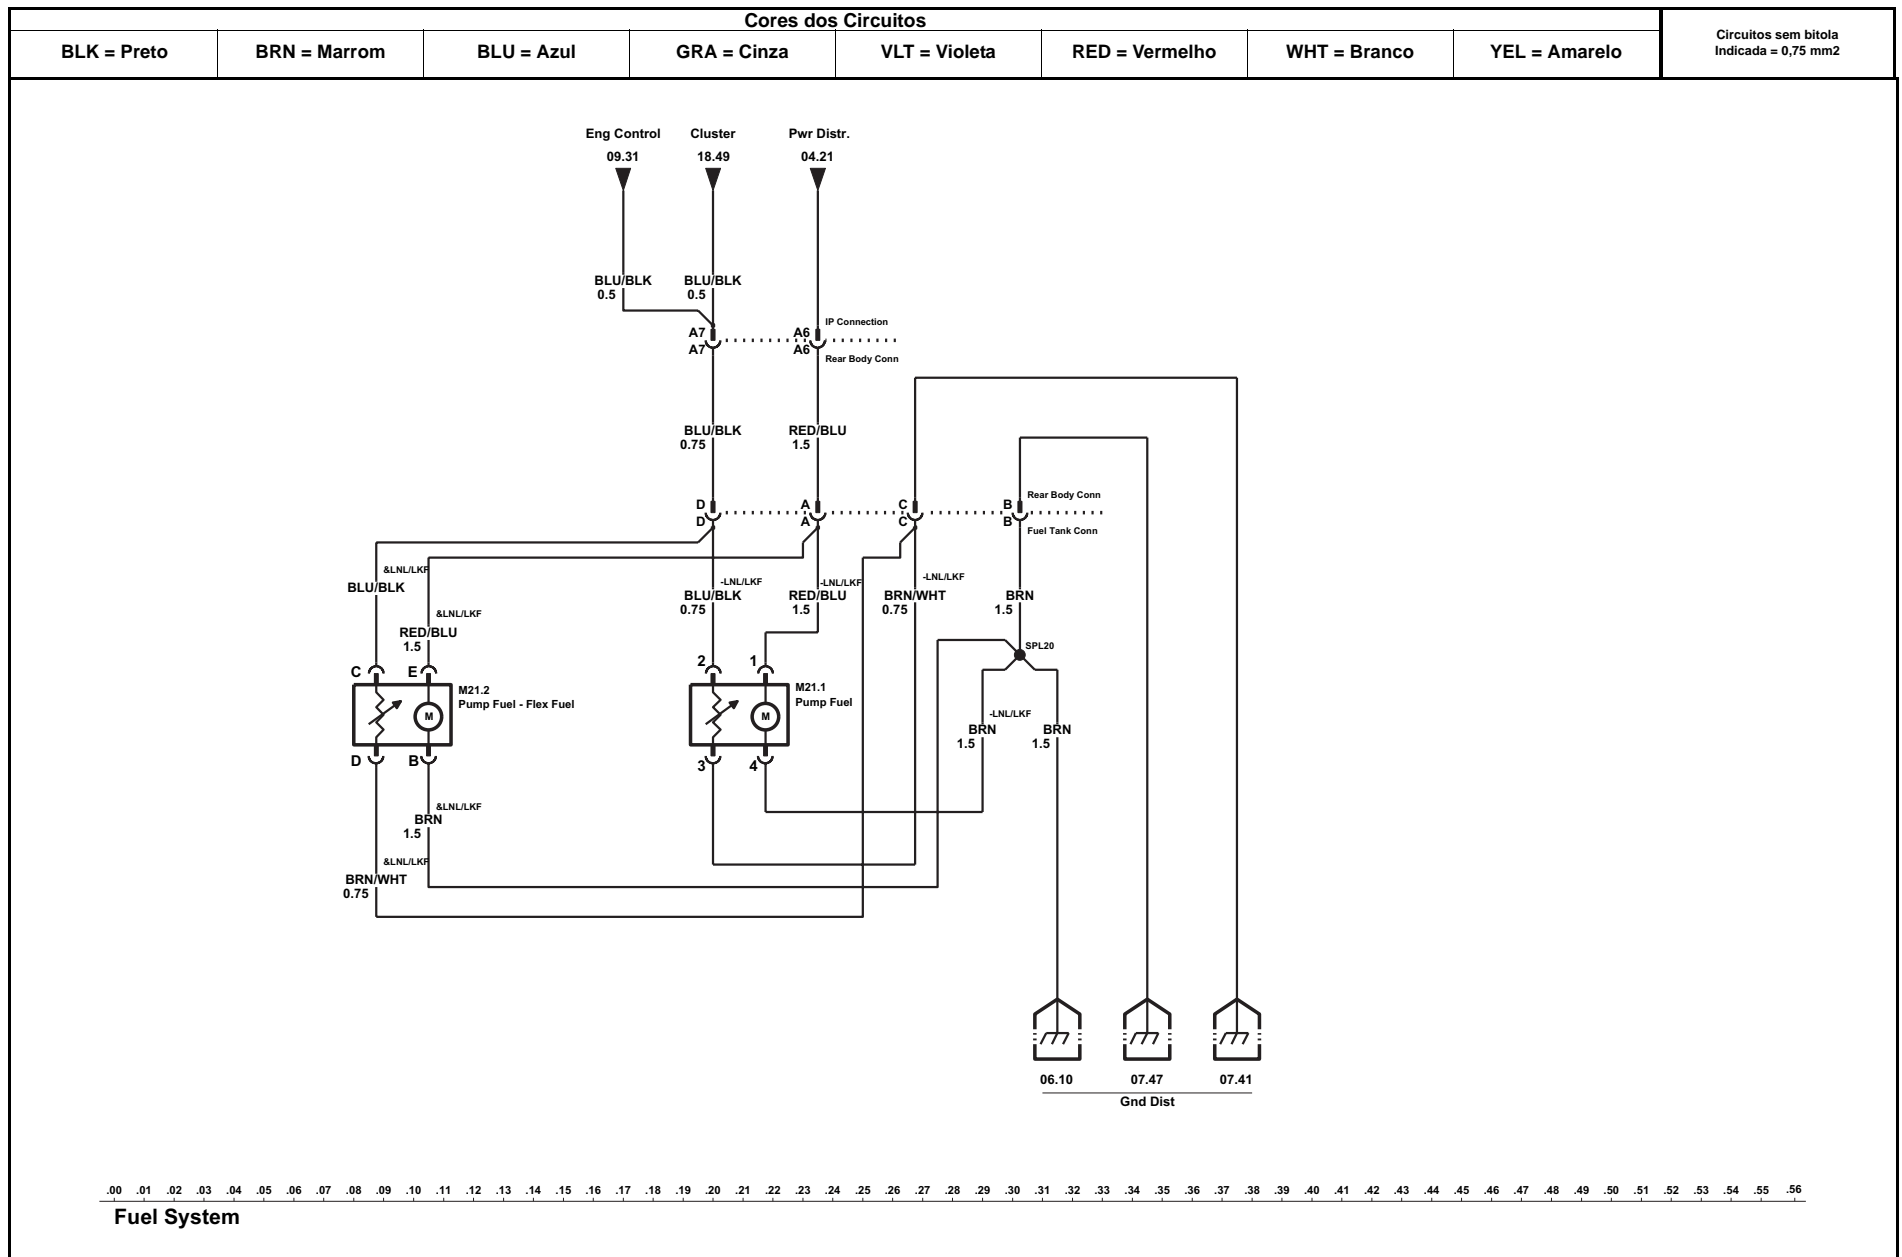 Cores dos Circuitos
BLK = Preto
BRN = Marrom
BLU = Azul
GRA = Cinza
VLT = Violeta
RED = Vermelho
WHT = Branco
YEL = Amarelo
Circuitos sem bitola
Indicada = 0,75 mm2
Eng Control
Cluster
Pwr Distr.
09.31
18.49
04.21
BLU/BLK
0.5
BLU/BLK
0.5
IP Connection
A7
A6
A7
A6
Rear Body Conn
BLU/BLK
0.75
RED/BLU
1.5
Rear Body Conn
D
A
C
B
D
A
C
B
Fuel Tank Conn
&LNL/LKF
BLU/BLK
&LNL/LKF
RED/BLU
1.5
-LNL/LKF
BLU/BLK
0.75
-LNL/LKF
RED/BLU
1.5
-LNL/LKF
BRN/WHT
0.75
BRN
1.5
SPL20
C
E
M21.2
Pump Fuel - Flex Fuel
M
D
B
2
1
M21.1
Pump Fuel
M
3
4
-LNL/LKF
BRN
1.5
BRN
1.5
&LNL/LKF
BRN
1.5
&LNL/LKF
BRN/WHT
0.75
06.10
07.47
07.41
Gnd Dist
.00 .01 .02 .03 .04 .05 .06 .07 .08 .09 .10 .11 .12 .13 .14 .15 .16 .17 .18 .19 .20 .21 .22 .23 .24 .25 .26 .27 .28 .29 .30 .31 .32 .33 .34 .35 .36 .37 .38 .39 .40 .41 .42 .43 .44 .45 .46 .47 .48 .49 .50 .51 .52 .53 .54 .55 .56
Fuel System